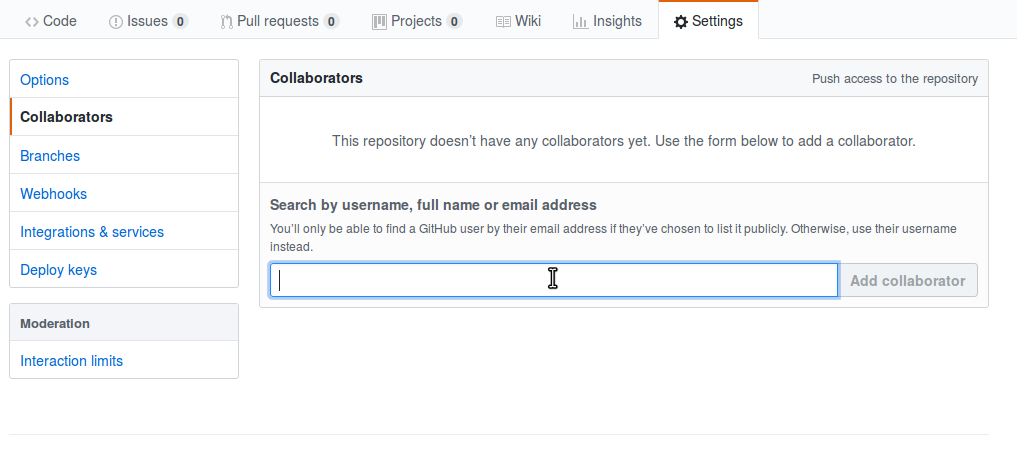 Code Issues 0 Pull requests 0 Projects 0 Wiki Insights Settings
Options
Collaborators
Branches
Webhooks
Integrations & services
Deploy keys
Moderation
Interaction limits
Collaborators Push access to the repository
This repository doesn’t have any collaborators yet. Use the form below to add a collaborator.
Search by username, full name or email address
You’ll only be able to find a GitHub user by their email address if they’ve chosen to list it publicly. Otherwise, use their username
instead.
Add collaborator